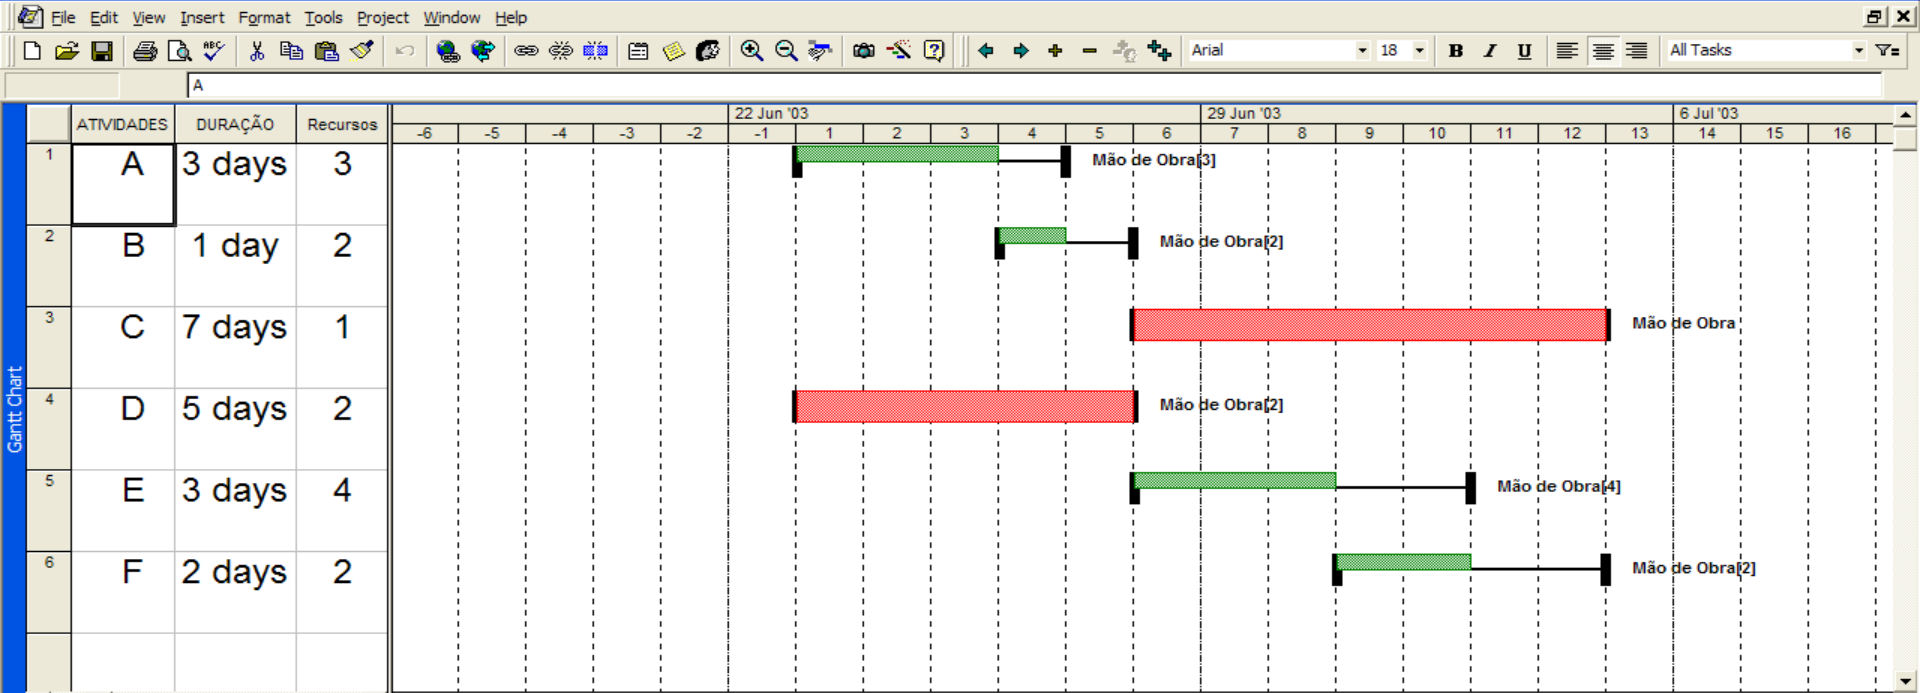 File Edit View Insert Format Tools Project Window Help
ABC Arial 18 B I U All Tasks
A
ATIVIDADES DURAÇÃO Recursos 22 Jun '03 29 Jun '03 6 Jul '03
-6 -5 -4 -3 -2 -1 1 2 3 4 5 6 7 8 9 10 11 12 13 14 15 16
1 A 3 days 3 Mão de Obra[3]
2 B 1 day 2 Mão de Obra[2]
3 C 7 days 1 Mão de Obra
4 D 5 days 2 Mão de Obra[2]
5 E 3 days 4 Mão de Obra[4]
6 F 2 days 2 Mão de Obra[2]
Gantt Chart